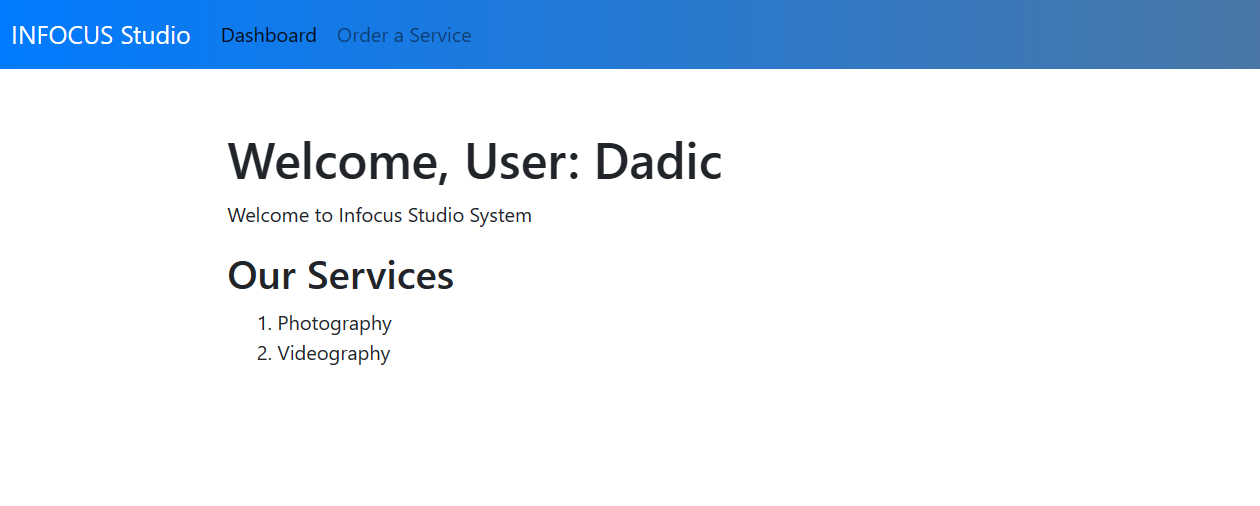 INFOCUS Studio Dashboard Order a Service
Welcome, User: Dadic
Welcome to Infocus Studio System
Our Services
1. Photography
2. Videography